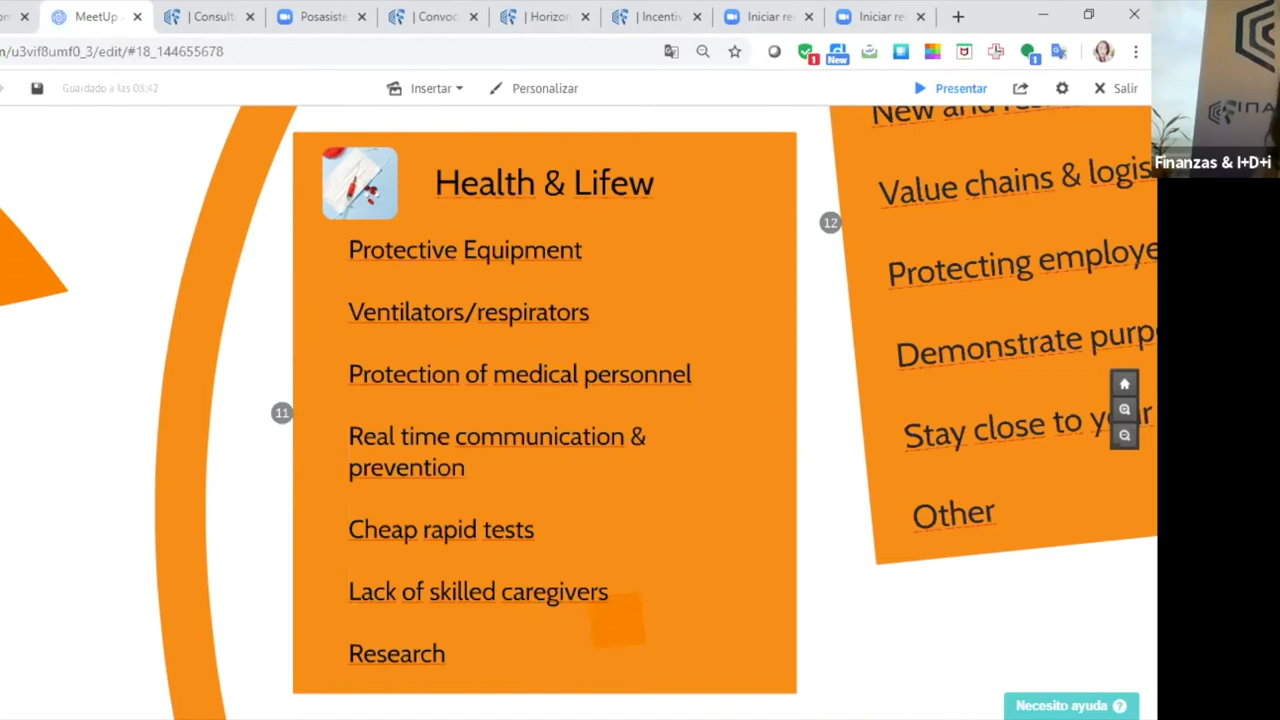 MeetUp
| Consult
Posasiste
| Convoc
| Horizon
| Incentiv
Iniciar re
Iniciar re
m/u3vif8umf0_3/edit/#18_144655678
1
New
1
Guardado a las 08:42
Insertar
Personalizar
Presentar
Salir
Finanzas & I+D+i
Health & Lifew
Protective Equipment
Ventilators/respirators
Protection of medical personnel
Real time communication &
prevention
Cheap rapid tests
Lack of skilled caregivers
Research
11
12
New and
Value chains & logis
Protecting employe
Demonstrate purp
Stay close to
Other
Necesito ayuda